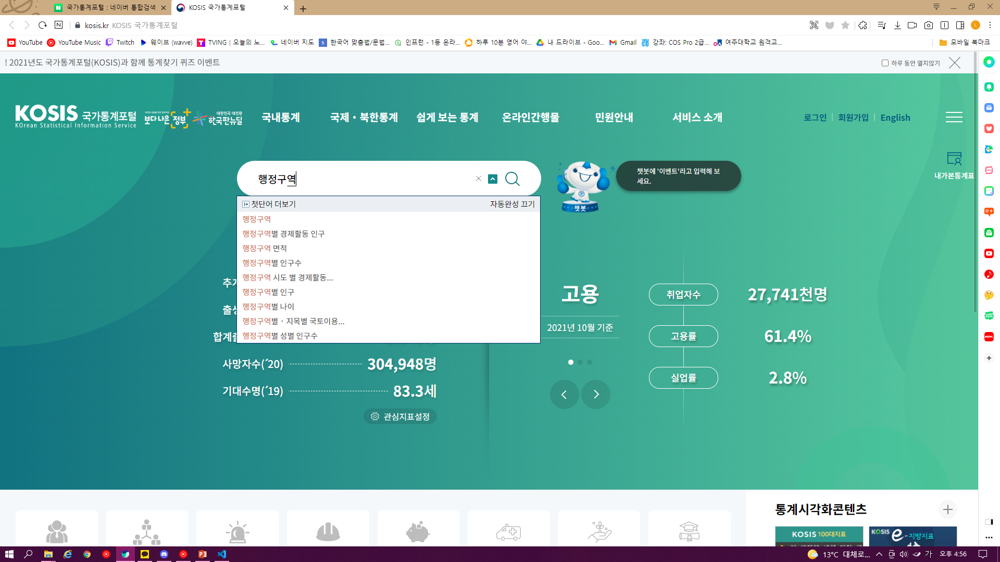 국가통계포털 : 네이버 통합검색
KOSIS 국가통계포털
kosis.kr KOSIS 국가통계포털
YouTube
YouTube Music
Twitch
웨이브 (wavve)
TVING | 오늘의 노...
네이버 지도
한국어 맞춤법/문법...
인프런 - 1등 온라...
하루 10분 영어 야...
내 드라이브 - Goo...
Gmail
강좌: COS Pro 2급...
여주대학교 원격교...
모바일 북마크
! 2021년도 국가통계포털(KOSIS)과 함께 통계찾기 퀴즈 이벤트
하루 동안 열지않기
KOSIS 국가통계포털
KOrean Statistical Information Service
보다나은 정부
대한민국 대전환
한국판뉴딜
국내통계
국제・북한통계
쉽게 보는 통계
온라인간행물
민원안내
서비스 소개
로그인
회원가입
English
내가본통계표
행정구역
챗봇에 '이벤트'라고 입력해 보
세요.
챗봇
첫단어 더보기
자동완성 끄기
행정구역
행정구역별 경제활동 인구
행정구역 면적
행정구역별 인구수
행정구역 시도 별 경제활동...
행정구역별 인구
행정구역별 나이
행정구역별・지목별 국토이용...
행정구역별 성별 인구수
사망자수(´20) 304,948명
기대수명(´19) 83.3세
관심지표설정
고용
2021년 10월 기준
취업자수 27,741천명
고용률 61.4%
실업률 2.8%
통계시각화콘텐츠
KOSIS 100대지표
KOSIS e-지방지표
NOW.
13°C 대체로...
가
오후 4:56